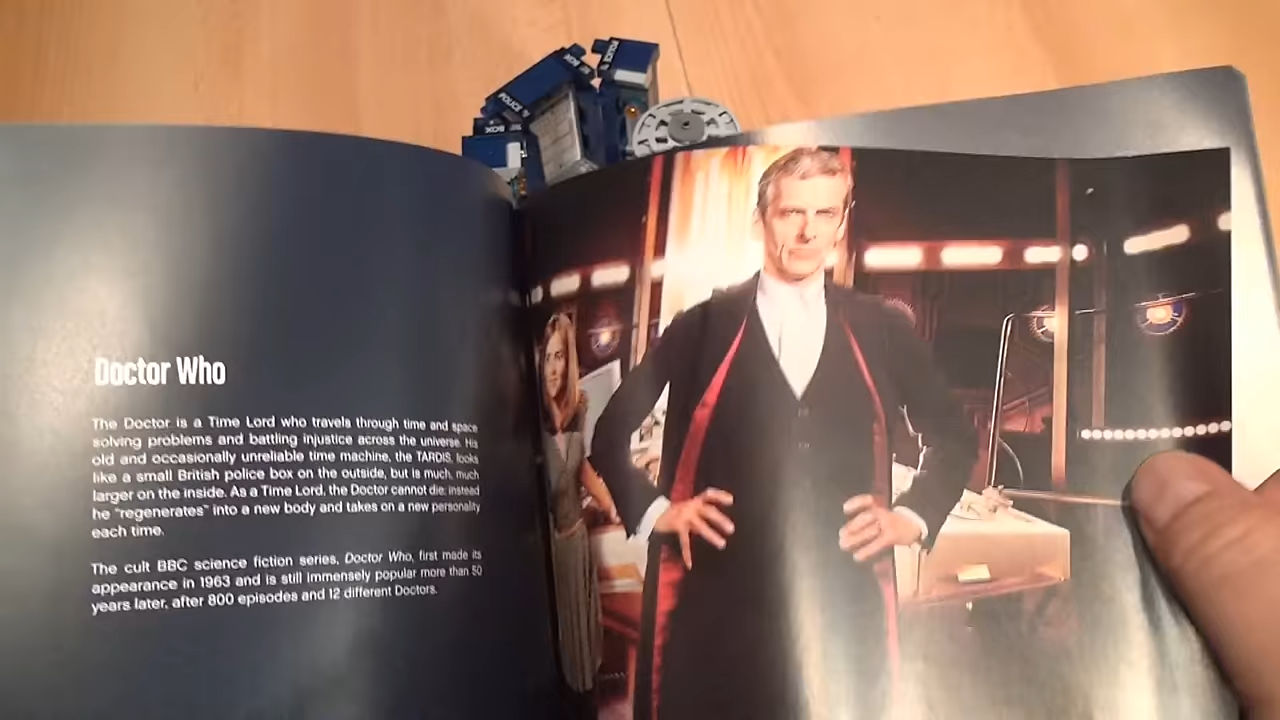 POLICE
POLICE
BOX
BOX
Doctor Who
The Doctor is a Time Lord who travels through time and space
solving problems and battling injustice across the universe. His
old and occasionally unreliable time machine, the TARDIS, looks
like a small British police box on the outside, but is much, much
larger on the inside. As a Time Lord, the Doctor cannot die: instead
he "regenerates" into a new body and takes on a new personality
each time.
The cult BBC science fiction series, Doctor Who, first made its
appearance in 1963 and is still immensely popular more than 50
years later, after 800 episodes and 12 different Doctors.